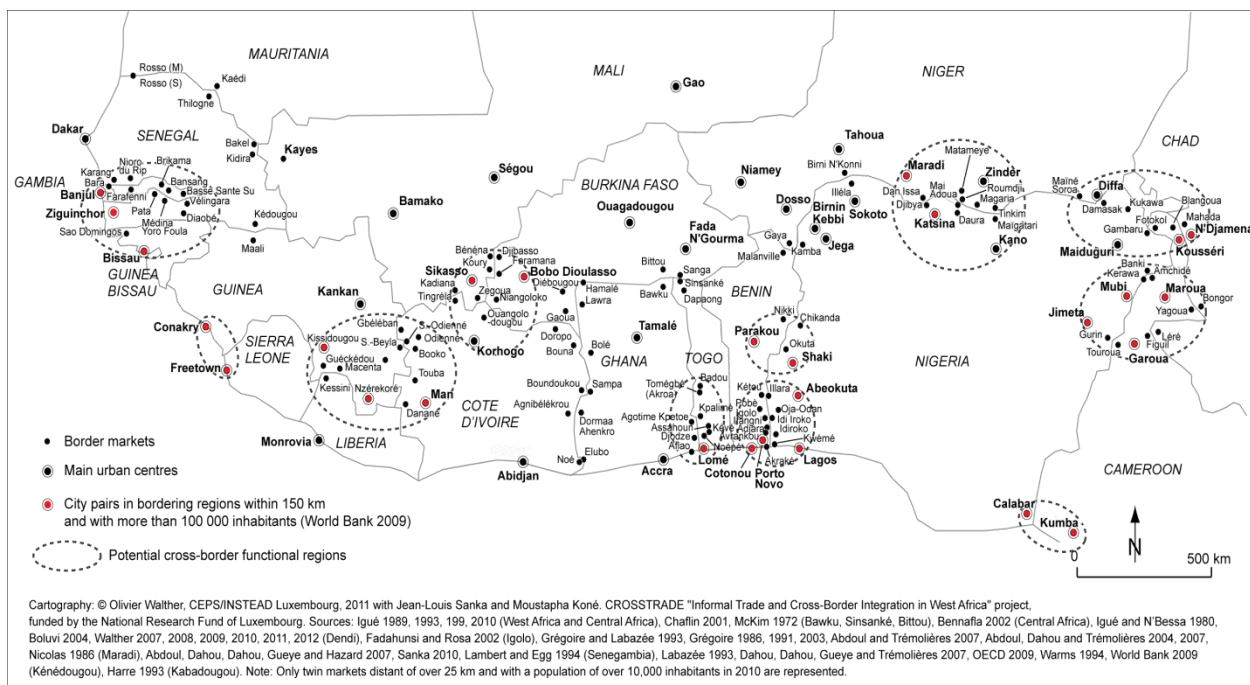 MAURITANIA
MALI
NIGER
CHAD
Rosso (M)
Rosso (S)
Kaédi
Thilogne
Gao
Dakar
SENEGAL
Bakel
Kidira
Kayes
Tahoua
Birni N'Konni
Illéla
Sokoto
Maradi
Matameye
Zinder
Mai
Adoua
Roumdji
Dan Issa
Djibya
Magaria
Katsina
Daura
Tinkim
Maïgatari
Kano
Maïné
Soroa
Diffa
Damasak
Kukawa
Blangoua
Fotokol
Mahada
Gambaru
N'Djamena
Maiduguri
Kousséri
GAMBIA
Karang
Nioro
du Rip
Brikama
Bara
Bansang
Banjul
Farafenni
Bassé Sante Su
Vélingara
Ziguinchor
Pata
Médina
Yoro Foula
Diaobé
Sao Domingos
Kédougou
Maali
Bissau
GUINEA
BISSAU
Ségou
Bamako
BURKINA FASO
Ouagadougou
Niamey
Dosso
Birnin
Kebbi
Jega
Fada
N'Gourma
Gaya
Malanville
Kamba
Bénéna
Djibasso
Koury
Faramana
Sikasso
Bobo Dioulasso
Kadiana
Zegoua
Tingréla
Niangoloko
Ouangolo
-dougou
Diébougou
Hamalé
Lawra
Gaoua
Doropo
Bouna
Bolé
Korhogo
Bittou
Bawku
Sanga
Sinsanké
Dapaong
BENIN
Nikki
Chikanda
Parakou
Okuta
Shaki
NIGERIA
Banki
Kerawa
Amchidé
Mubi
Maroua
Bongor
Yagoua
Jimeta
Gurin
Touroua
Léré
Figuil
Garoua
GUINEA
Kankan
Conakry
SIERRA
LEONE
Freetown
Gbéléban
S.-Odienné
Kissidougou
S.-Beyla
Odienné
Booko
Guéckédou
Macenta
Touba
Kessini
Nzérékoré
Man
Danané
COTE
D'IVOIRE
Monrovia
LIBERIA
Tamalé
GHANA
TOGO
Boundoukou
Sampa
Agnibélékrou
Dormaa
Ahenkro
Noé
Elubo
Abidjan
Accra
Badou
Tomégbé
(Akroa)
Kpalimé
Agotime Kpetoe
Assahoun
Kévé
Djodze
Noépé
Aflao
Lomé
Kétou
Illara
Abeokuta
Pobè
Igolo
Oja-Odan
Idi Iroko
Idiroko
Adjara
Avrankou
Kwémé
Akraké
Cotonou
Porto
Novo
Lagos
CAMEROON
Calabar
Kumba
N
0
500 km
Border markets
Main urban centres
City pairs in bordering regions within 150 km
and with more than 100 000 inhabitants (World Bank 2009)
Potential cross-border functional regions
Cartography: © Olivier Walther, CEPS/INSTEAD Luxembourg, 2011 with Jean-Louis Sanka and Moustapha Koné. CROSSTRADE "Informal Trade and Cross-Border Integration in West Africa" project,
funded by the National Research Fund of Luxembourg. Sources: Igué 1989, 1993, 199, 2010 (West Africa and Central Africa), Chaflin 2001, McKim 1972 (Bawku, Sinsanké, Bittou), Bennafla 2002 (Central Africa), Igué and N'Bessa 1980,
Boluvi 2004, Walther 2007, 2008, 2009, 2010, 2011, 2012 (Dendi), Fadahunsi and Rosa 2002 (Igolo), Grégoire and Labazée 1993, Grégoire 1986, 1991, 2003, Abdoul and Trémolières 2007, Abdoul, Dahou and Trémolières 2004, 2007,
Nicolas 1986 (Maradi), Abdoul, Dahou, Dahou, Gueye and Hazard 2007, Sanka 2010, Lambert and Egg 1994 (Senegambia), Labazée 1993, Dahou, Dahou, Gueye and Trémolières 2007, OECD 2009, Warms 1994, World Bank 2009
(Kénédougou), Harre 1993 (Kabadougou). Note: Only twin markets distant of over 25 km and with a population of over 10,000 inhabitants in 2010 are represented.